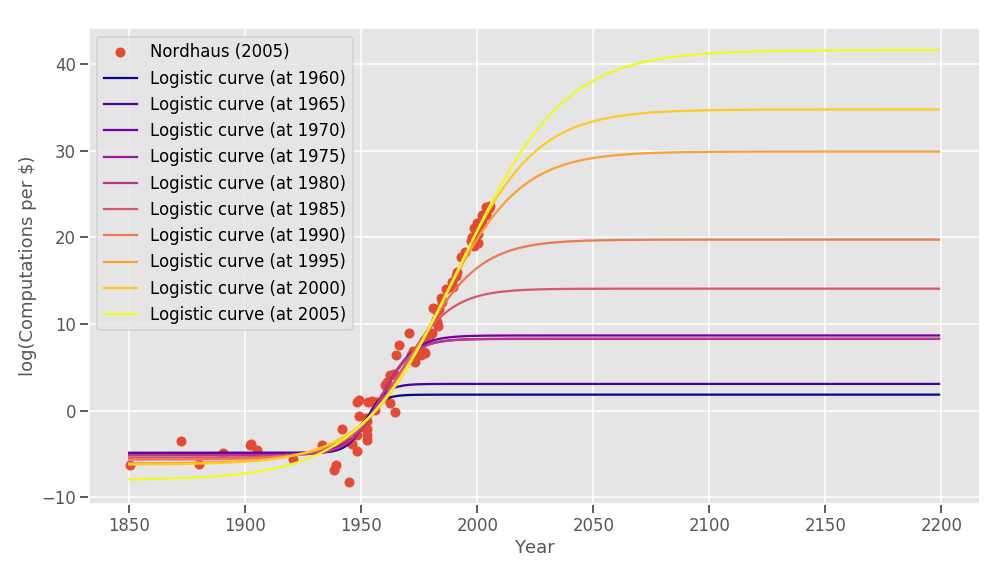 40
30
20
10
0
−10
log(Computations per $)
Nordhaus (2005)
Logistic curve (at 1960)
Logistic curve (at 1965)
Logistic curve (at 1970)
Logistic curve (at 1975)
Logistic curve (at 1980)
Logistic curve (at 1985)
Logistic curve (at 1990)
Logistic curve (at 1995)
Logistic curve (at 2000)
Logistic curve (at 2005)
1850 1900 1950 2000 2050 2100 2150 2200
Year